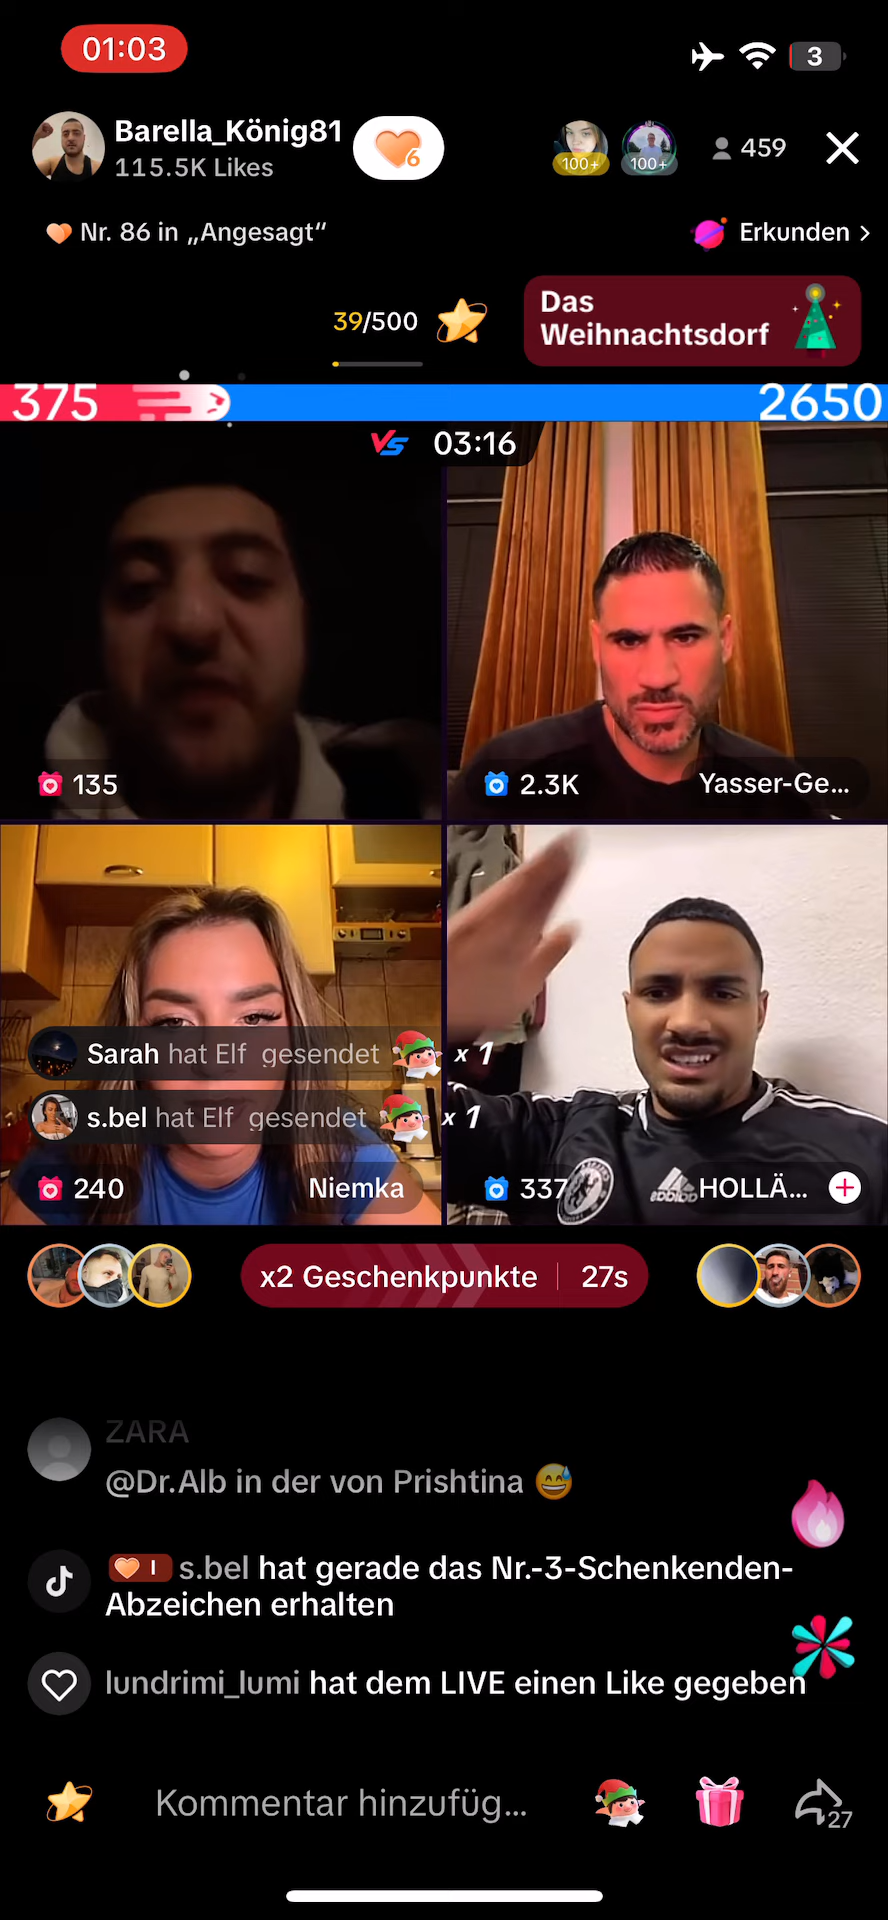 01:03
3
Barella_König81
115.5K Likes
6
100+
100+
459
Nr. 86 in „Angesagt“
Erkunden >
39/500
Das
Weihnachtsdorf
375
2650
VS 03:16
135
2.3K
Yasser-Ge...
Sarah hat Elf gesendet x 1
s.bel hat Elf gesendet x 1
240
Niemka
337
adidas
HOLLÄ...
x2 Geschenkpunkte
27s
ZARA
@Dr.Alb in der von Prishtina 😅
I s.bel hat gerade das Nr.-3-Schenkenden-
Abzeichen erhalten
lundrimi_lumi hat dem LIVE einen Like gegeben
Kommentar hinzufüg...
27